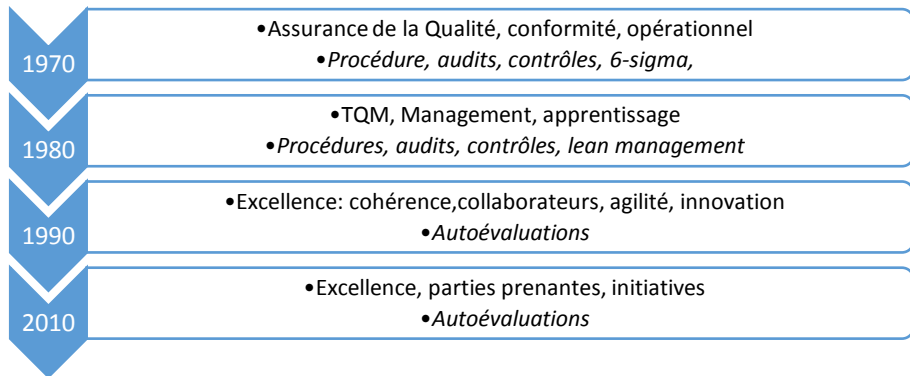 1970
•Assurance de la Qualité, conformité, opérationnel
•Procédure, audits, contrôles, 6-sigma,
1980
•TQM, Management, apprentissage
•Procédures, audits, contrôles, lean management
1990
•Excellence: cohérence,collaborateurs, agilité, innovation
•Autoévaluations
2010
•Excellence, parties prenantes, initiatives
•Autoévaluations